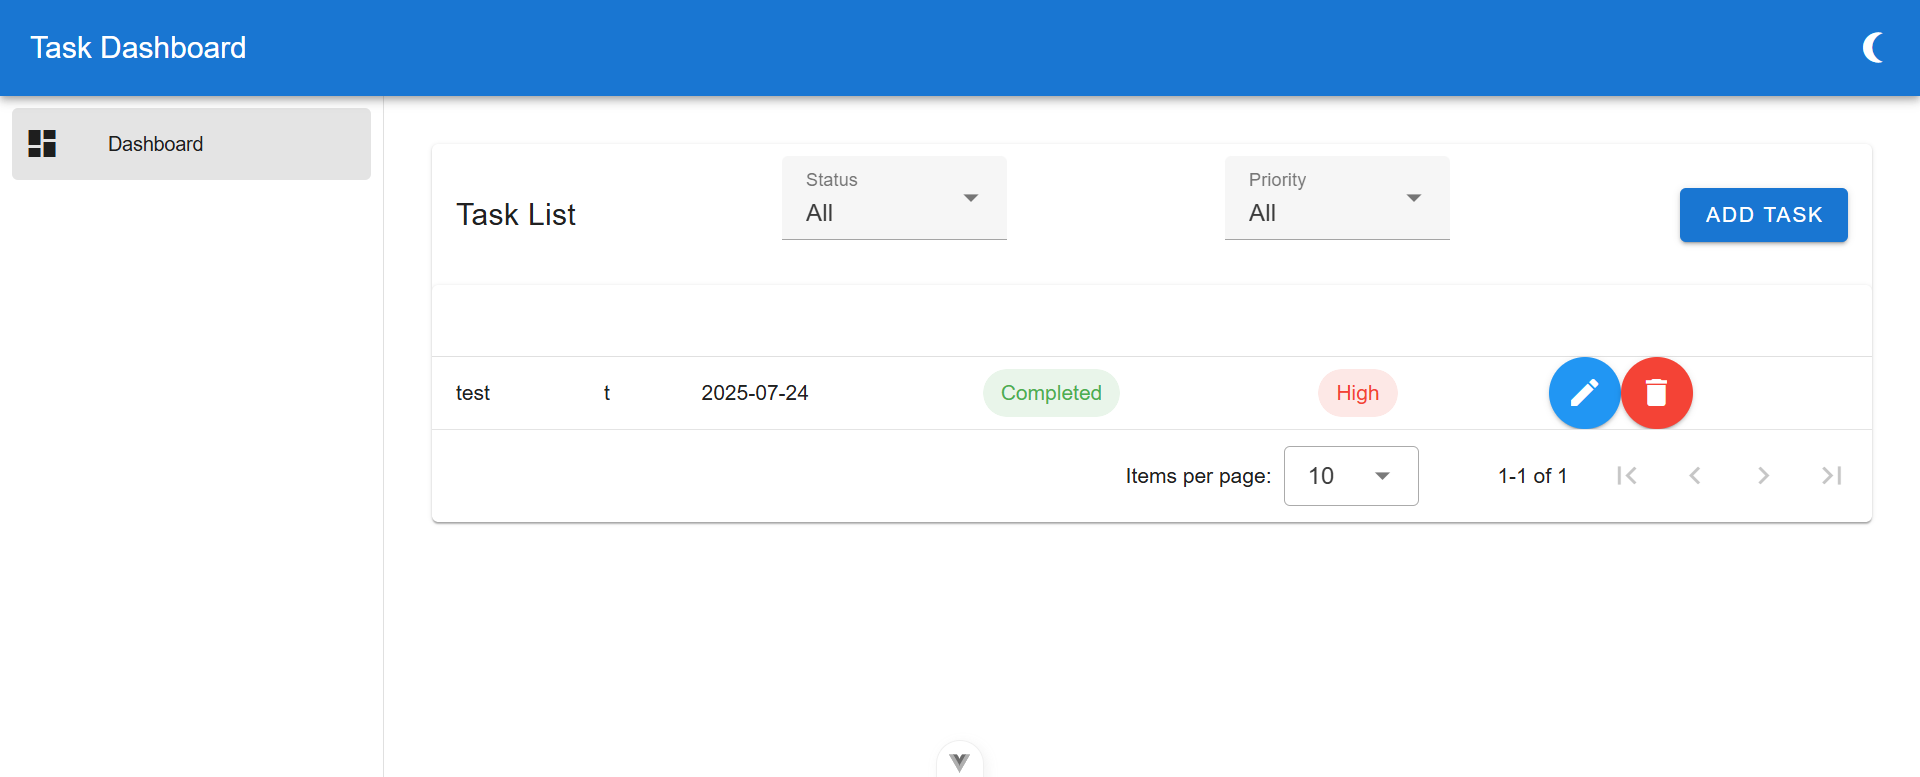 Task Dashboard
Dashboard
Task List
Status
All
Priority
All
ADD TASK
test t 2025-07-24 Completed High
Items per page: 10 1-1 of 1